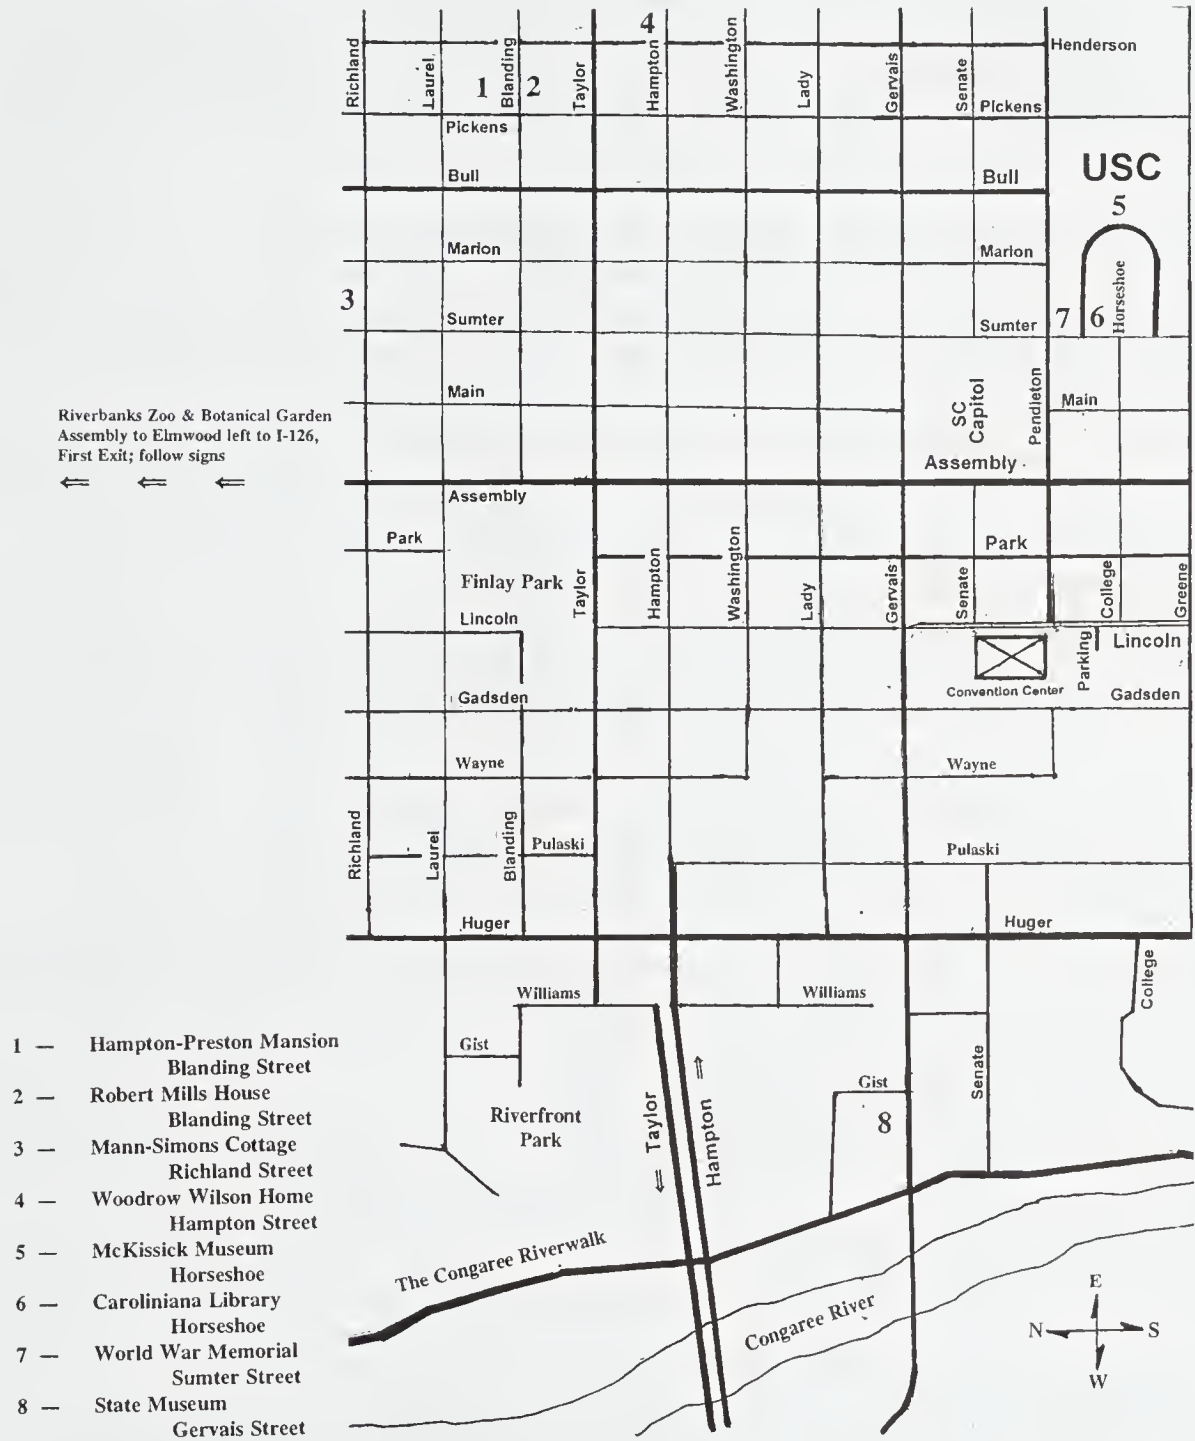 4
Richland
Laurel
Blanding
Taylor
Hampton
Washington
Lady
Gervais
Senate
Henderson
1
2
Pickens
Pickens
Bull
Bull
USC
5
Marion
Marion
Horseshoe
3
Sumter
Sumter
7
6
Main
SC
Capitol
Pendleton
Main
Riverbanks Zoo & Botanical Garden
Assembly to Elmwood left to I-126,
First Exit; follow signs
⇐ ⇐ ⇐
Assembly
Assembly
Park
Park
Finlay Park
Taylor
Hampton
Washington
Lady
Gervais
Senate
College
Greene
Lincoln
Lincoln
Parking
Convention Center
Gadsden
Gadsden
Wayne
Wayne
Richland
Laurel
Blanding
Pulaski
Pulaski
Huger
Huger
College
Williams
Williams
Gist
Senate
Gist
8
Riverfront
Park
⇐ Taylor
Hampton ⇒
The Congaree Riverwalk
Congaree River
E
N
S
W
1 — Hampton-Preston Mansion
Blanding Street
2 — Robert Mills House
Blanding Street
3 — Mann-Simons Cottage
Richland Street
4 — Woodrow Wilson Home
Hampton Street
5 — McKissick Museum
Horseshoe
6 — Caroliniana Library
Horseshoe
7 — World War Memorial
Sumter Street
8 — State Museum
Gervais Street